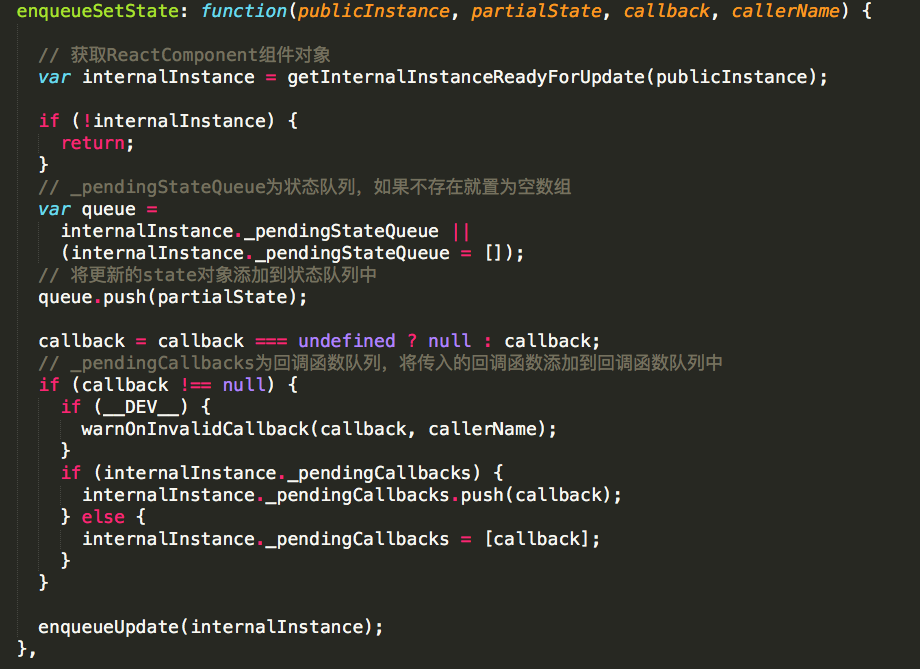 enqueueSetState: function(publicInstance, partialState, callback, callerName) {
// 获取ReactComponent组件对象
var internalInstance = getInternalInstanceReadyForUpdate(publicInstance);
if (!internalInstance) {
return;
}
// _pendingStateQueue为状态队列，如果不存在就置为空数组
var queue =
internalInstance._pendingStateQueue ||
(internalInstance._pendingStateQueue = []);
// 将更新的state对象添加到状态队列中
queue.push(partialState);
callback = callback === undefined ? null : callback;
// _pendingCallbacks为回调函数队列，将传入的回调函数添加到回调函数队列中
if (callback !== null) {
if (__DEV__) {
warnOnInvalidCallback(callback, callerName);
}
if (internalInstance._pendingCallbacks) {
internalInstance._pendingCallbacks.push(callback);
} else {
internalInstance._pendingCallbacks = [callback];
}
}
enqueueUpdate(internalInstance);
},